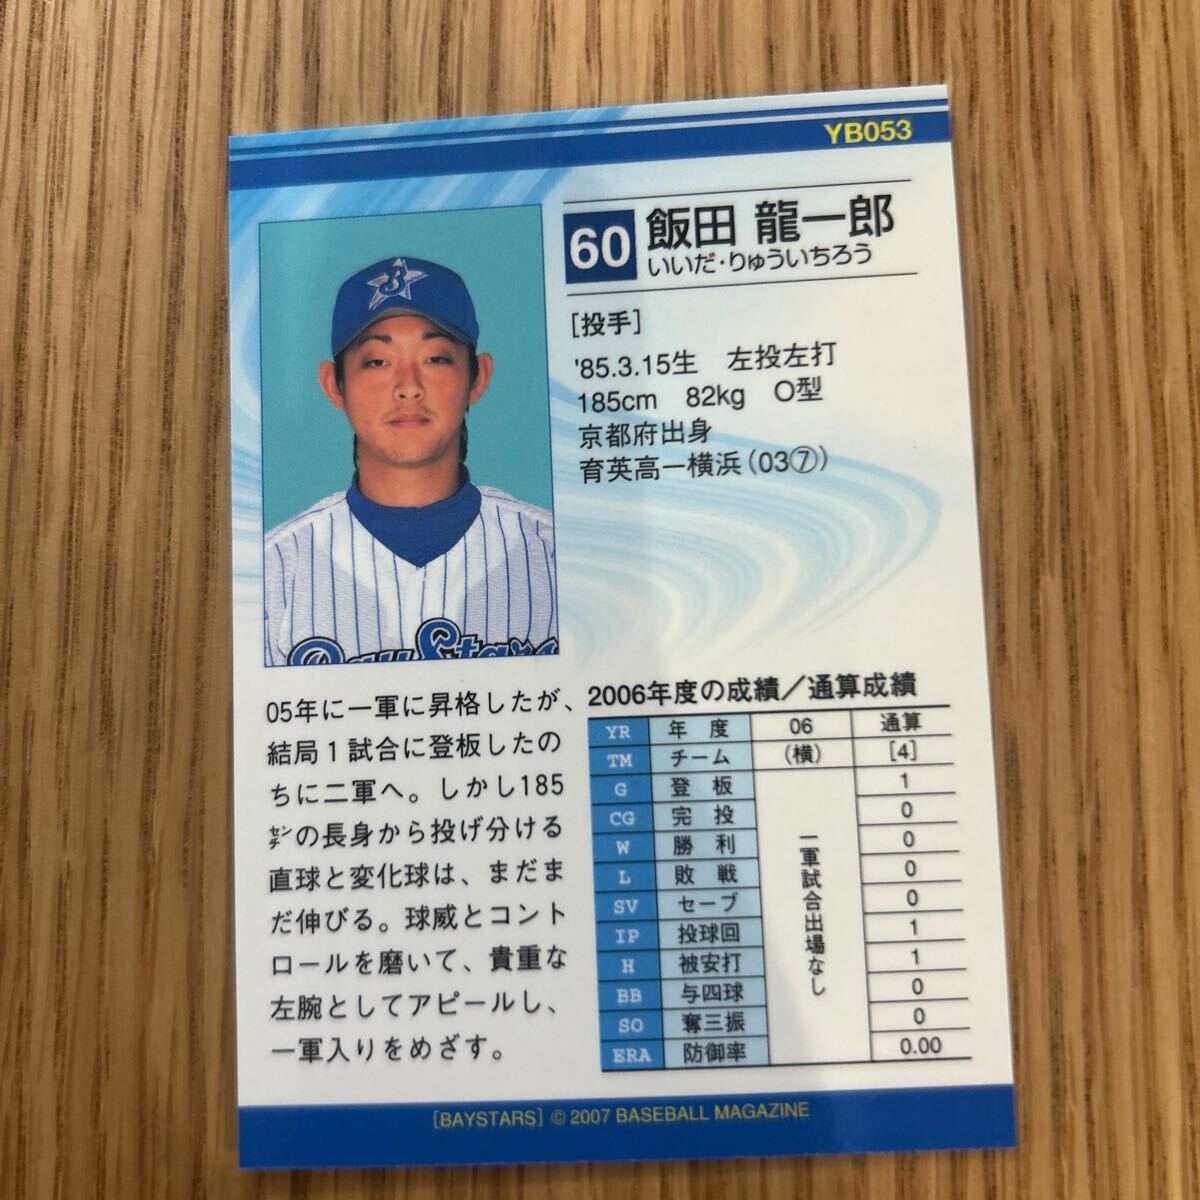 YB053
60
飯田 龍一郎
いいだ・りゅういちろう
[投手]
'85.3.15生 左投左打
185cm 82kg O型
京都府出身
育英高ー横浜(03⑦)
B
BayStars
05年に一軍に昇格したが、
結局1試合に登板したの
ちに二軍へ。しかし185
センチの長身から投げ分ける
直球と変化球は、まだま
だ伸びる。球威とコント
ロールを磨いて、貴重な
左腕としてアピールし、
一軍入りをめざす。
2006年度の成績/通算成績
YR 年度 06 通算
TM チーム (横) [4]
G 登板 1
CG 完投 0
W 勝利 0
L 敗戦 0
SV セーブ 0
IP 投球回 1
H 被安打 1
BB 与四球 0
SO 奪三振 0
ERA 防御率 0.00
一軍試合出場なし
[BAYSTARS] © 2007 BASEBALL MAGAZINE